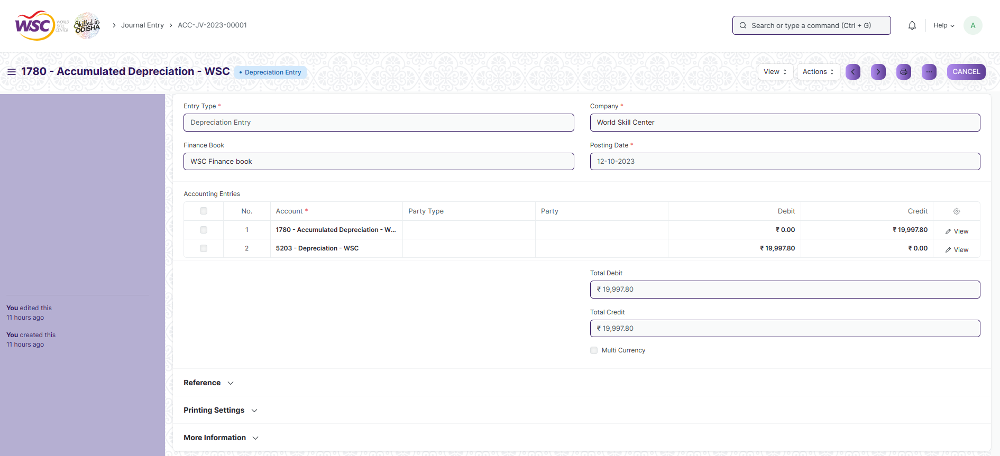 WSC WORLD SKILL CENTER Skilled in ODISHA > Journal Entry > ACC-JV-2023-00001 Search or type a command (Ctrl + G) Help A
1780 - Accumulated Depreciation - WSC • Depreciation Entry View Actions ... CANCEL
Entry Type * Company *
Depreciation Entry World Skill Center
Finance Book Posting Date *
WSC Finance book 12-10-2023
Accounting Entries
No. Account * Party Type Party Debit Credit
1 1780 - Accumulated Depreciation - W... ₹ 0.00 ₹ 19,997.80 View
2 5203 - Depreciation - WSC ₹ 19,997.80 ₹ 0.00 View
Total Debit
₹ 19,997.80
You edited this
11 hours ago
Total Credit
₹ 19,997.80
You created this
11 hours ago
Multi Currency
Reference
Printing Settings
More Information